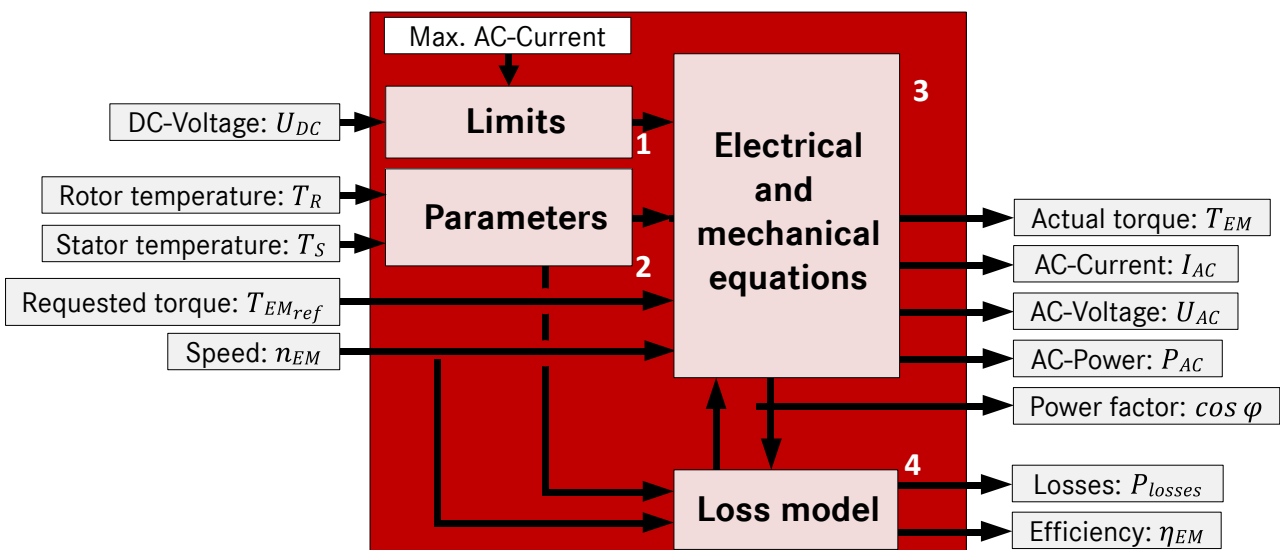 Max. AC-Current
DC-Voltage: U_DC
Limits
1
3
Electrical
and
mechanical
equations
Rotor temperature: T_R
Stator temperature: T_S
Parameters
2
Requested torque: T_EM_ref
Speed: n_EM
Actual torque: T_EM
AC-Current: I_AC
AC-Voltage: U_AC
AC-Power: P_AC
Power factor: cos φ
4
Loss model
Losses: P_losses
Efficiency: η_EM